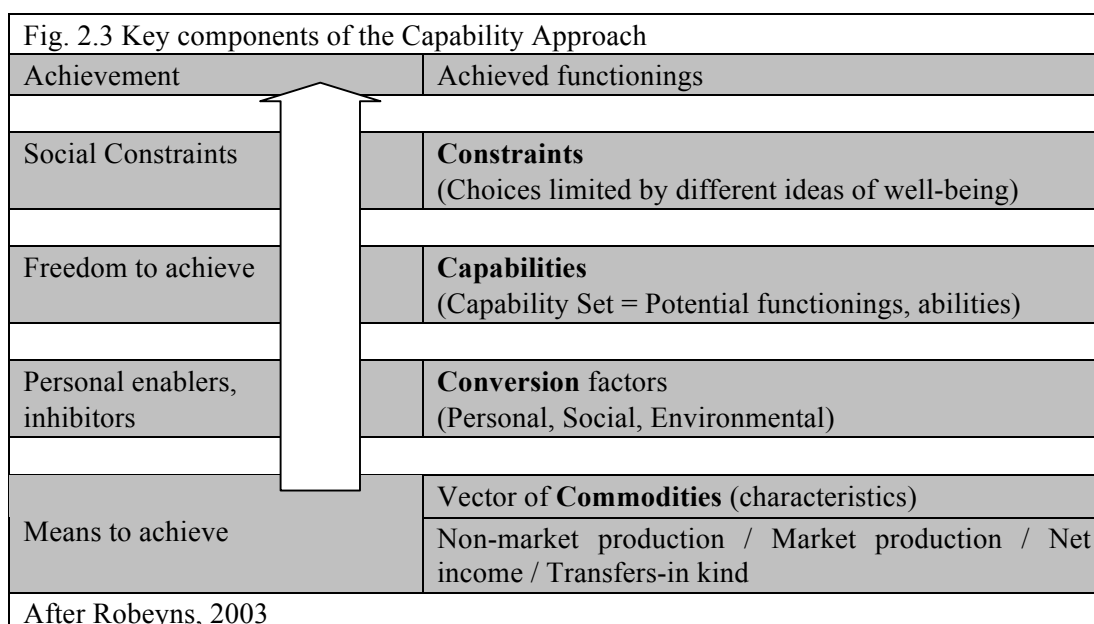 Fig. 2.3 Key components of the Capability Approach
Achievement
Achieved functionings
Social Constraints
Constraints
(Choices limited by different ideas of well-being)
Freedom to achieve
Capabilities
(Capability Set = Potential functionings, abilities)
Personal enablers,
inhibitors
Conversion factors
(Personal, Social, Environmental)
Means to achieve
Vector of Commodities (characteristics)
Non-market production / Market production / Net
income / Transfers-in kind
After Robeyns, 2003